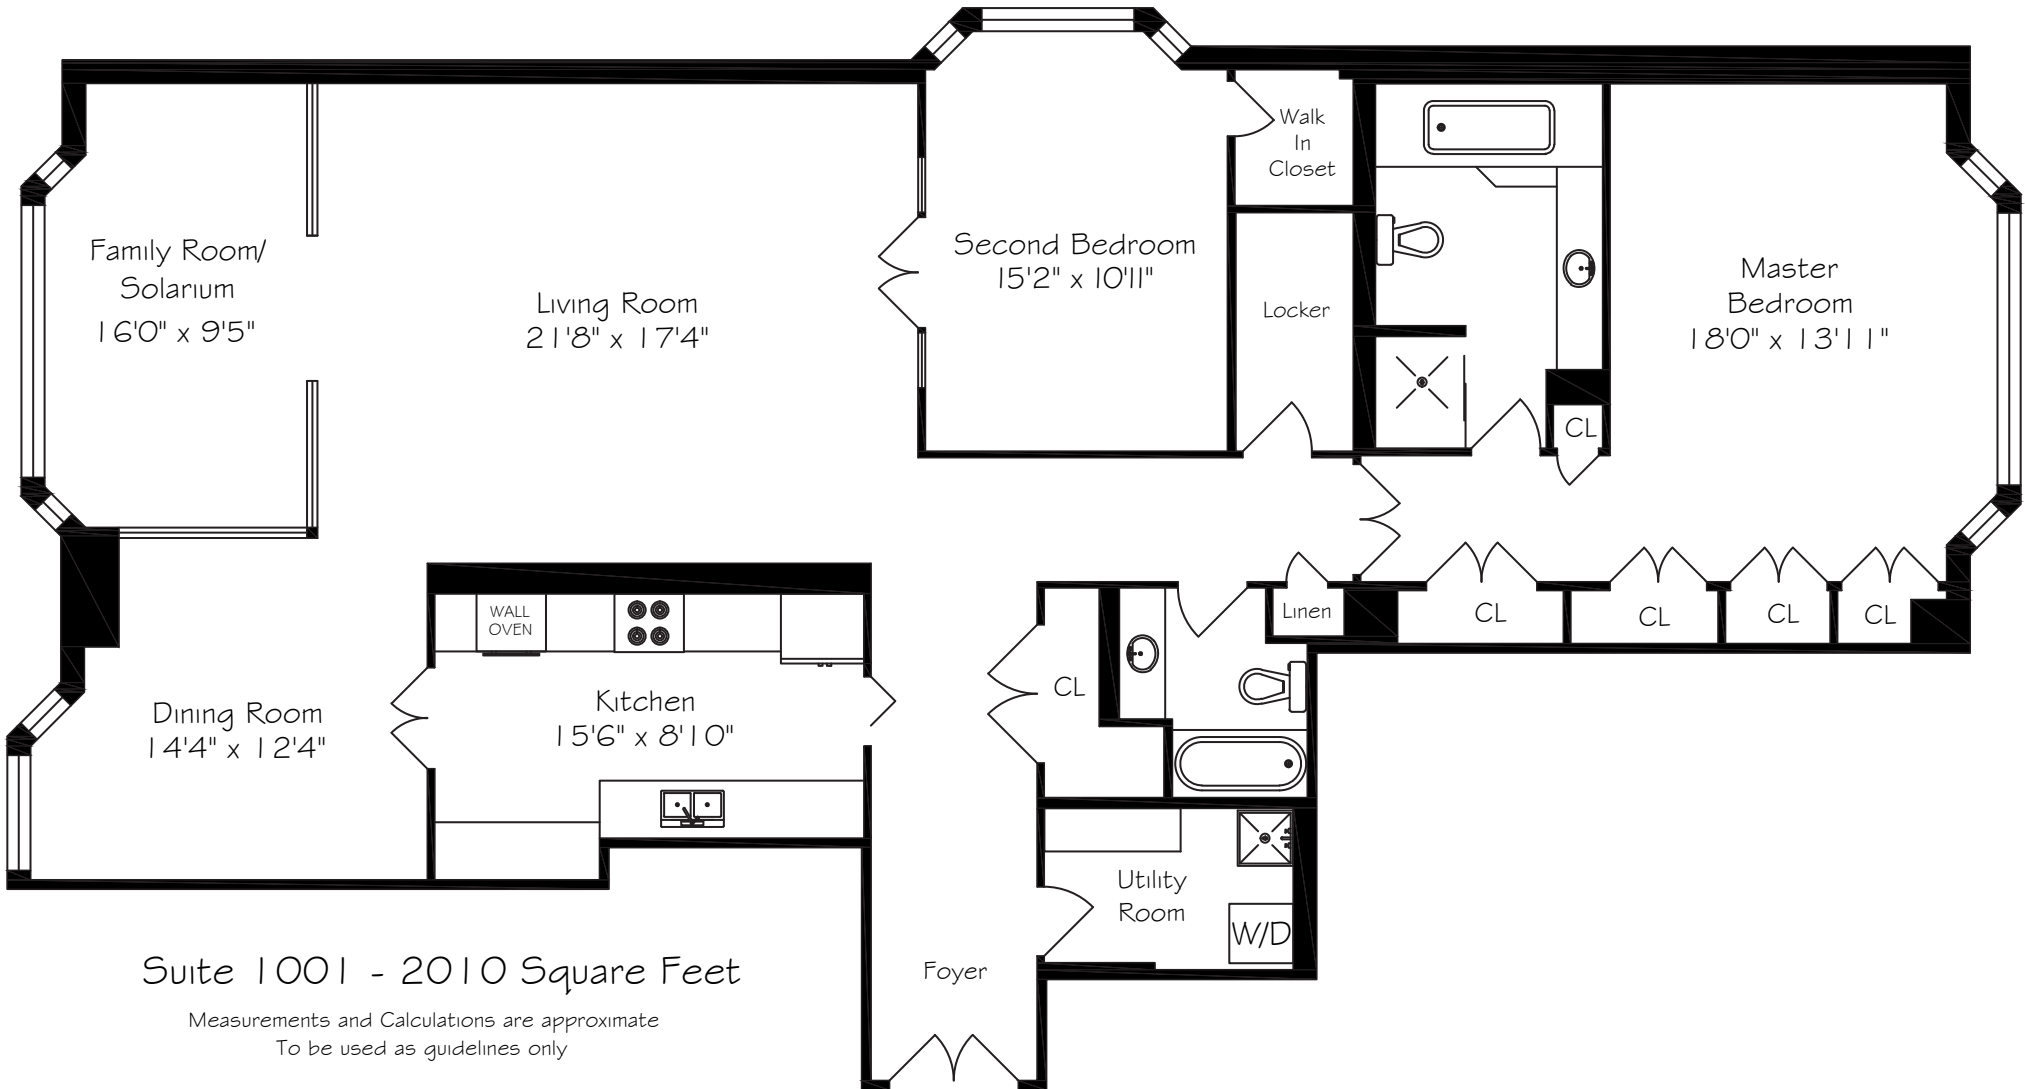 Family Room/
Solarium
16'0" x 9'5"
Living Room
21'8" x 17'4"
Second Bedroom
15'2" x 10'11"
Walk
In
Closet
Locker
Master
Bedroom
18'0" x 13'11"
CL
CL
CL
CL
CL
Linen
WALL
OVEN
Kitchen
15'6" x 8'10"
Dining Room
14'4" x 12'4"
CL
Utility
Room
W/D
Foyer
Suite 1001 - 2010 Square Feet
Measurements and Calculations are approximate
To be used as guidelines only